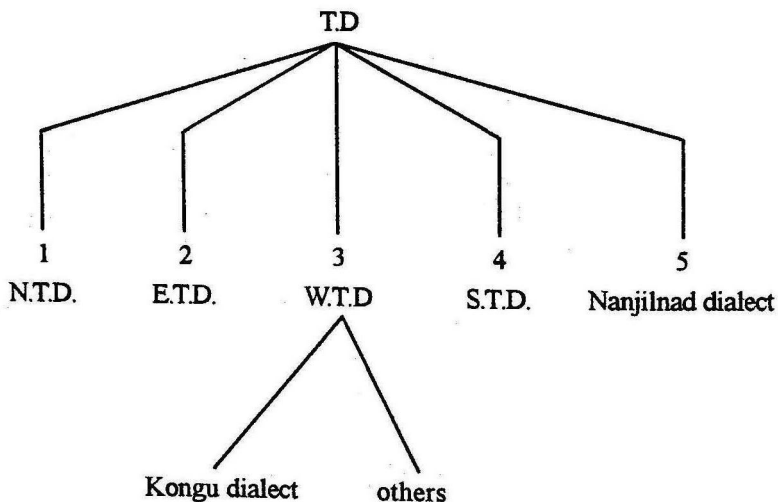 T.D
1 2 3 4 5
N.T.D. E.T.D. W.T.D S.T.D. Nanjilnad dialect
Kongu dialect others